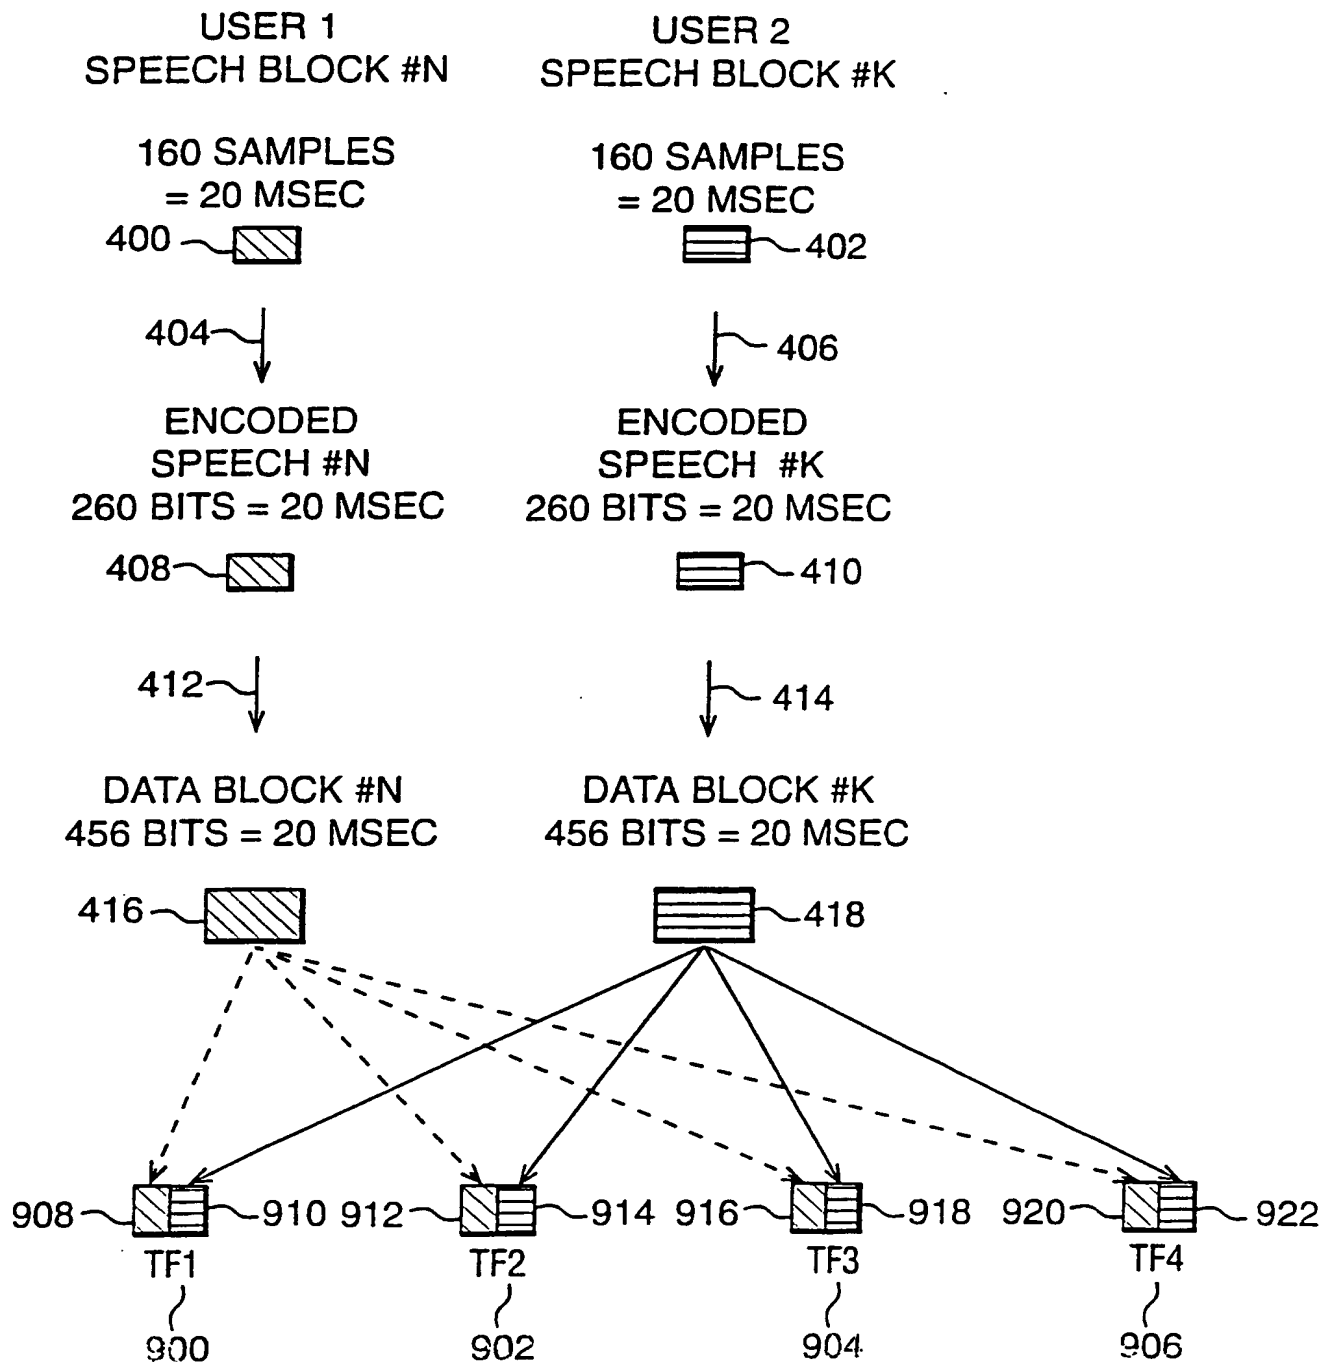 USER 1
SPEECH BLOCK #N
USER 2
SPEECH BLOCK #K
160 SAMPLES
= 20 MSEC
160 SAMPLES
= 20 MSEC
400
402
404
406
ENCODED
SPEECH #N
260 BITS = 20 MSEC
ENCODED
SPEECH #K
260 BITS = 20 MSEC
408
410
412
414
DATA BLOCK #N
456 BITS = 20 MSEC
DATA BLOCK #K
456 BITS = 20 MSEC
416
418
908 910 912 914 916 918 920 922
TF1 TF2 TF3 TF4
900 902 904 906